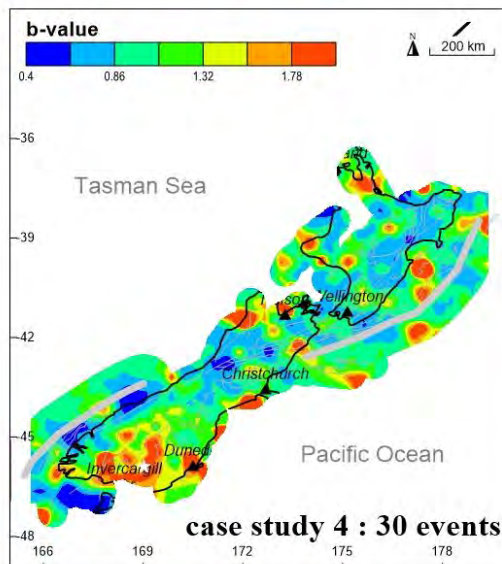 b-value
0.4 0.86 1.32 1.78
N
200 km
-36
Tasman Sea
-39
Wellington
-42
Christchurch
-45
Duned
Invercargill
Pacific Ocean
-48
case study 4 : 30 events
166 169 172 175 178